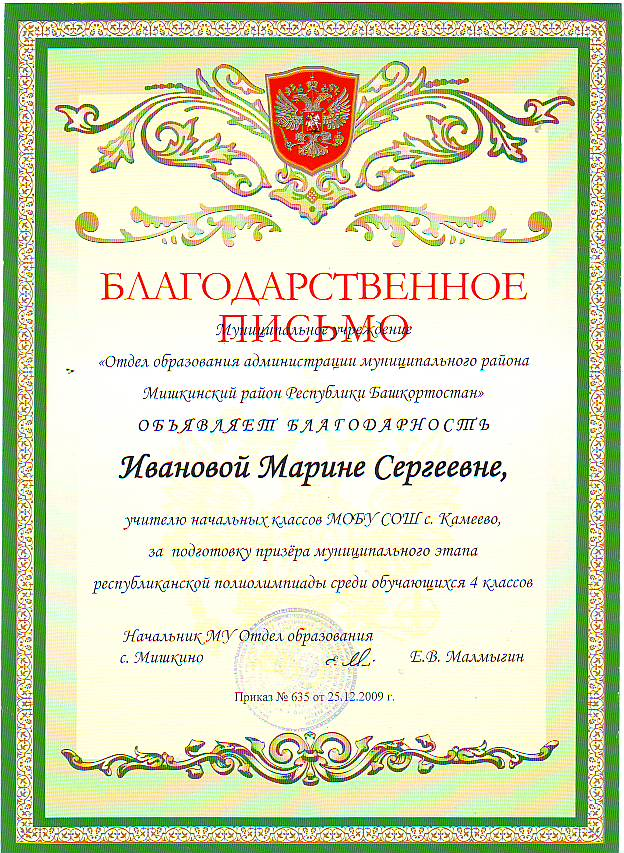 БЛАГОДАРСТВЕННОЕ
ПИСЬМО
Муниципальное учреждение
«Отдел образования администрации муниципального района
Мишкинский район Республики Башкортостан»
ОБЪЯВЛЯЕТ БЛАГОДАРНОСТЬ
Ивановой Марине Сергеевне,
учителю начальных классов МОБУ СОШ с. Камеево,
за подготовку призёра муниципального этапа
республиканской полиолимпиады среди обучающихся 4 классов
Начальник МУ Отдел образования
с. Мишкино Е.В. Малмыгин
Приказ № 635 от 25.12.2009 г.